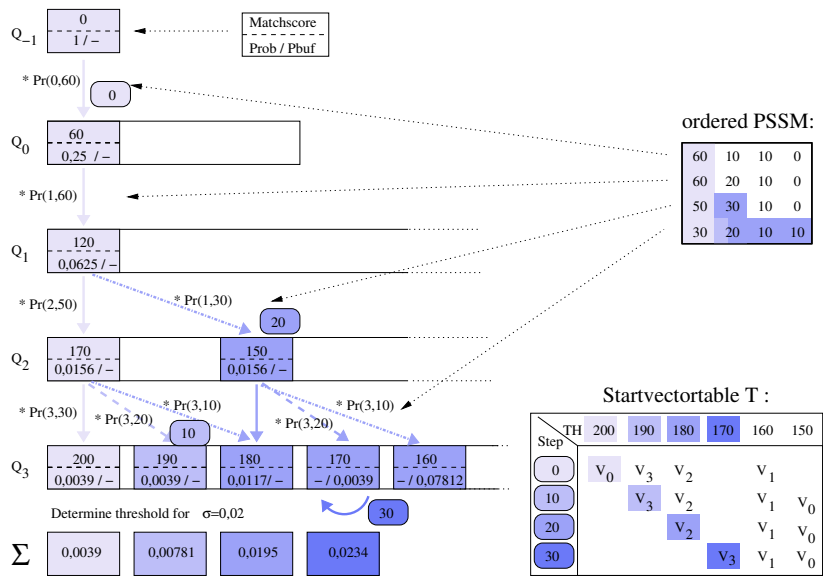 0
1 / –
Q–1
Matchscore
Prob / Pbuf
* Pr(0,60)
0
ordered PSSM:
60 10 10 0
60 20 10 0
50 30 10 0
30 20 10 10
Q0
60
0,25 / –
* Pr(1,60)
Q1
120
0,0625 / –
* Pr(2,50)
* Pr(1,30)
20
Q2
170
0,0156 / –
150
0,0156 / –
* Pr(3,30)
* Pr(3,20)
* Pr(3,10)
10
* Pr(3,20)
* Pr(3,10)
Q3
200
0,0039 / –
190
0,0039 / –
180
0,0117/ –
170
– / 0,0039
160
– / 0,07812
30
Determine threshold for σ=0,02
Σ 0,0039 0,00781 0,0195 0,0234
Startvectortable T :
Step TH 200 190 180 170 160 150
0 v0 v3 v2 v1
10 v3 v2 v1 v0
20 v2 v1 v0
30 v3 v1 v0